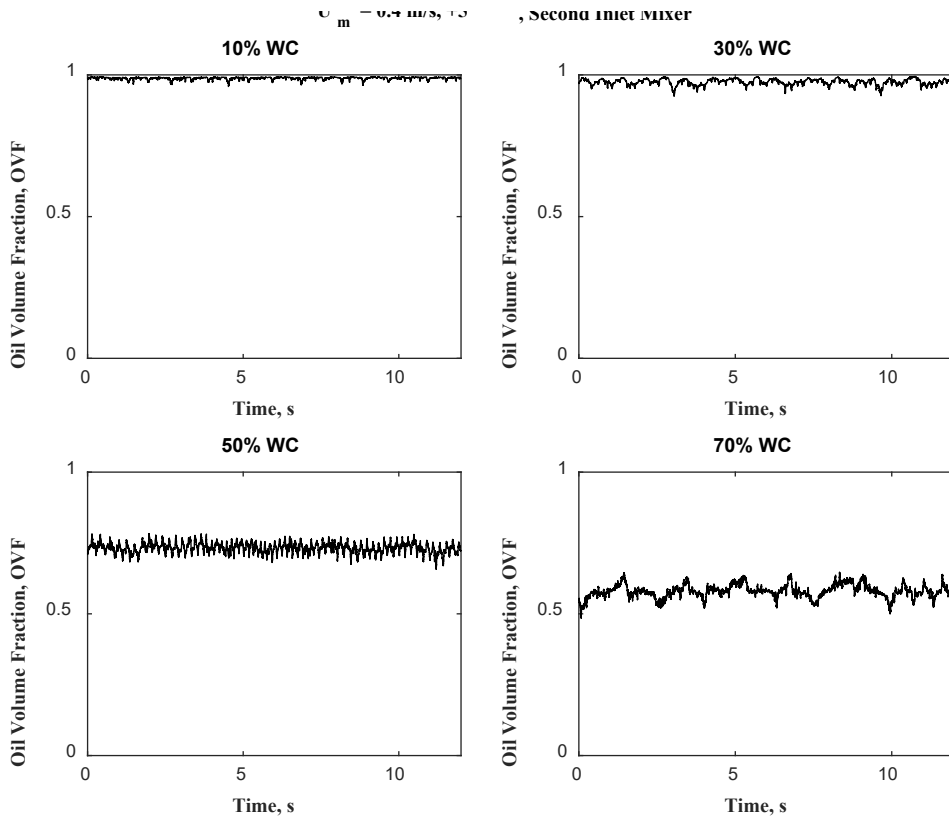 U m = 0.4 m/s, +5 , Second Inlet Mixer
10% WC
30% WC
1
0.5
0
Oil Volume Fraction, OVF
0 5 10
Time, s
1
0.5
0
Oil Volume Fraction, OVF
0 5 10
Time, s
50% WC
70% WC
1
0.5
0
Oil Volume Fraction, OVF
0 5 10
Time, s
1
0.5
0
Oil Volume Fraction, OVF
0 5 10
Time, s